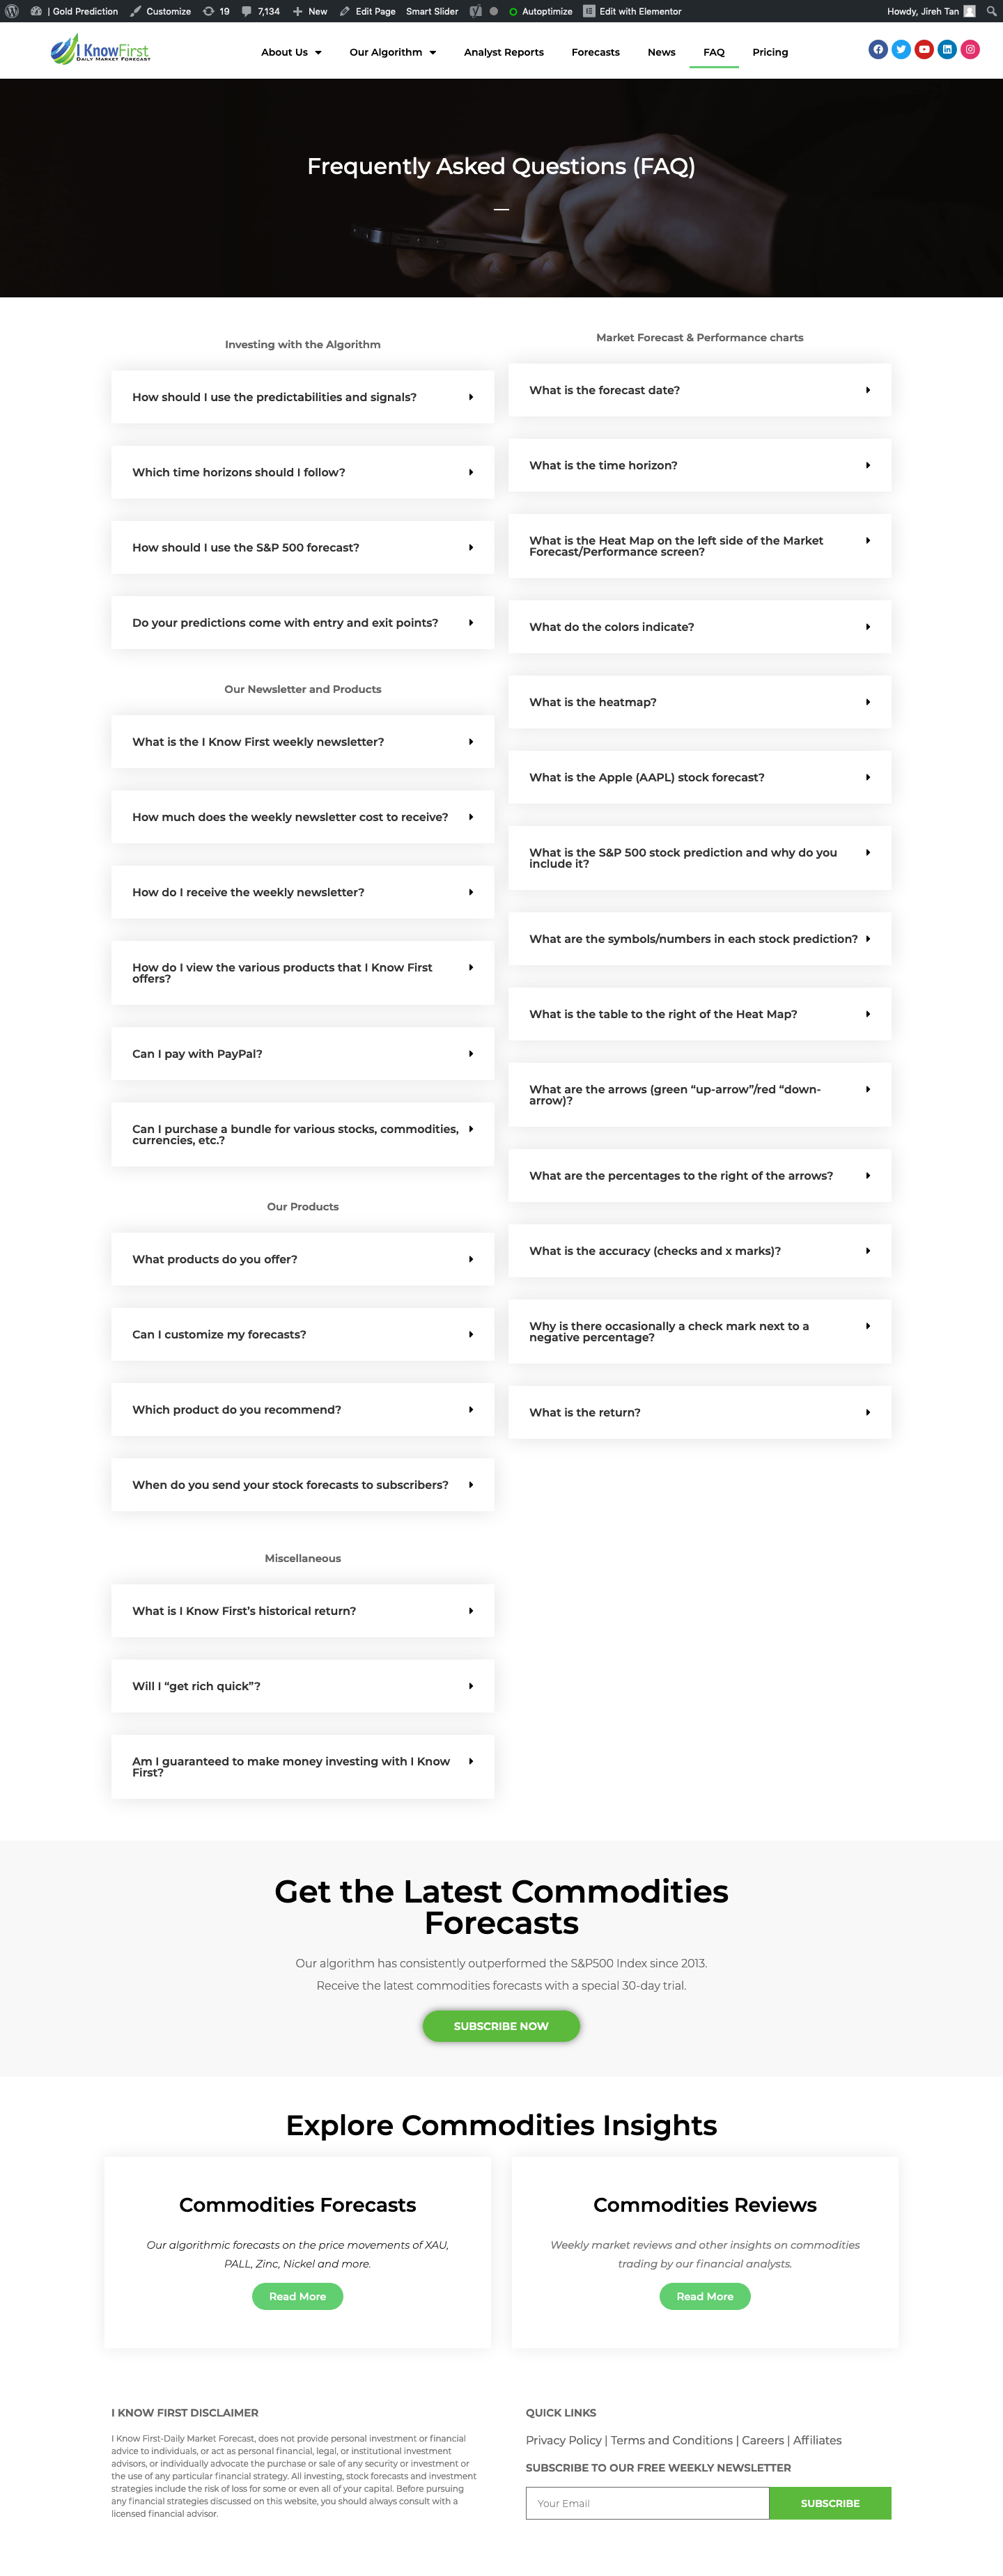 | Gold Prediction Customize 19 7,134 New Edit Page Smart Slider Autoptimize Edit with Elementor Howdy, Jireh Tan
I Know First
DAILY MARKET FORECAST
About Us Our Algorithm Analyst Reports Forecasts News FAQ Pricing
Frequently Asked Questions (FAQ)
Investing with the Algorithm
How should I use the predictabilities and signals?
Which time horizons should I follow?
How should I use the S&P 500 forecast?
Do your predictions come with entry and exit points?
Our Newsletter and Products
What is the I Know First weekly newsletter?
How much does the weekly newsletter cost to receive?
How do I receive the weekly newsletter?
How do I view the various products that I Know First
offers?
Can I pay with PayPal?
Can I purchase a bundle for various stocks, commodities,
currencies, etc.?
Our Products
What products do you offer?
Can I customize my forecasts?
Which product do you recommend?
When do you send your stock forecasts to subscribers?
Miscellaneous
What is I Know First’s historical return?
Will I “get rich quick”?
Am I guaranteed to make money investing with I Know
First?
Market Forecast & Performance charts
What is the forecast date?
What is the time horizon?
What is the Heat Map on the left side of the Market
Forecast/Performance screen?
What do the colors indicate?
What is the heatmap?
What is the Apple (AAPL) stock forecast?
What is the S&P 500 stock prediction and why do you
include it?
What are the symbols/numbers in each stock prediction?
What is the table to the right of the Heat Map?
What are the arrows (green “up-arrow”/red “down-
arrow)?
What are the percentages to the right of the arrows?
What is the accuracy (checks and x marks)?
Why is there occasionally a check mark next to a
negative percentage?
What is the return?
Get the Latest Commodities
Forecasts
Our algorithm has consistently outperformed the S&P500 Index since 2013.
Receive the latest commodities forecasts with a special 30-day trial.
SUBSCRIBE NOW
Explore Commodities Insights
Commodities Forecasts
Our algorithmic forecasts on the price movements of XAU,
PALL, Zinc, Nickel and more.
Read More
Commodities Reviews
Weekly market reviews and other insights on commodities
trading by our financial analysts.
Read More
I KNOW FIRST DISCLAIMER
I Know First-Daily Market Forecast, does not provide personal investment or financial
advice to individuals, or act as personal financial, legal, or institutional investment
advisors, or individually advocate the purchase or sale of any security or investment or
the use of any particular financial strategy. All investing, stock forecasts and investment
strategies include the risk of loss for some or even all of your capital. Before pursuing
any financial strategies discussed on this website, you should always consult with a
licensed financial advisor.
QUICK LINKS
Privacy Policy | Terms and Conditions | Careers | Affiliates
SUBSCRIBE TO OUR FREE WEEKLY NEWSLETTER
Your Email
SUBSCRIBE